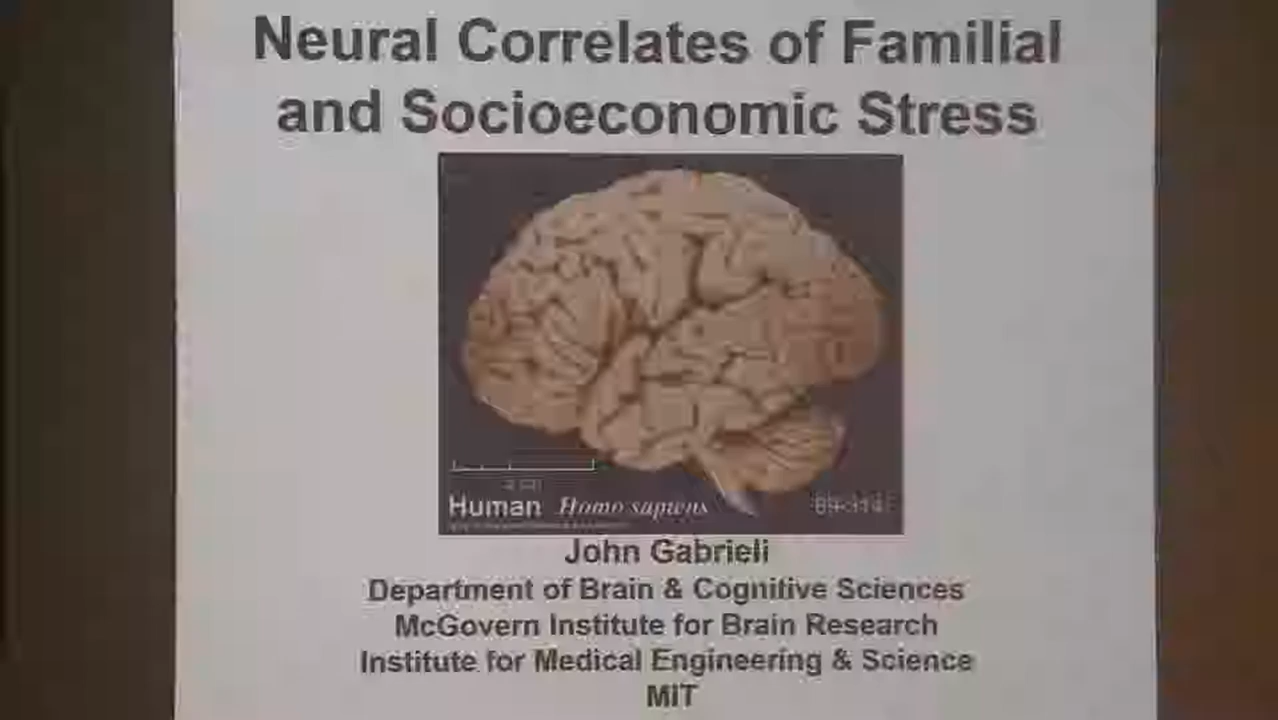 Neural Correlates of Familial
and Socioeconomic Stress
Human Homo sapiens
John Gabrieli
Department of Brain & Cognitive Sciences
McGovern Institute for Brain Research
Institute for Medical Engineering & Science
MIT